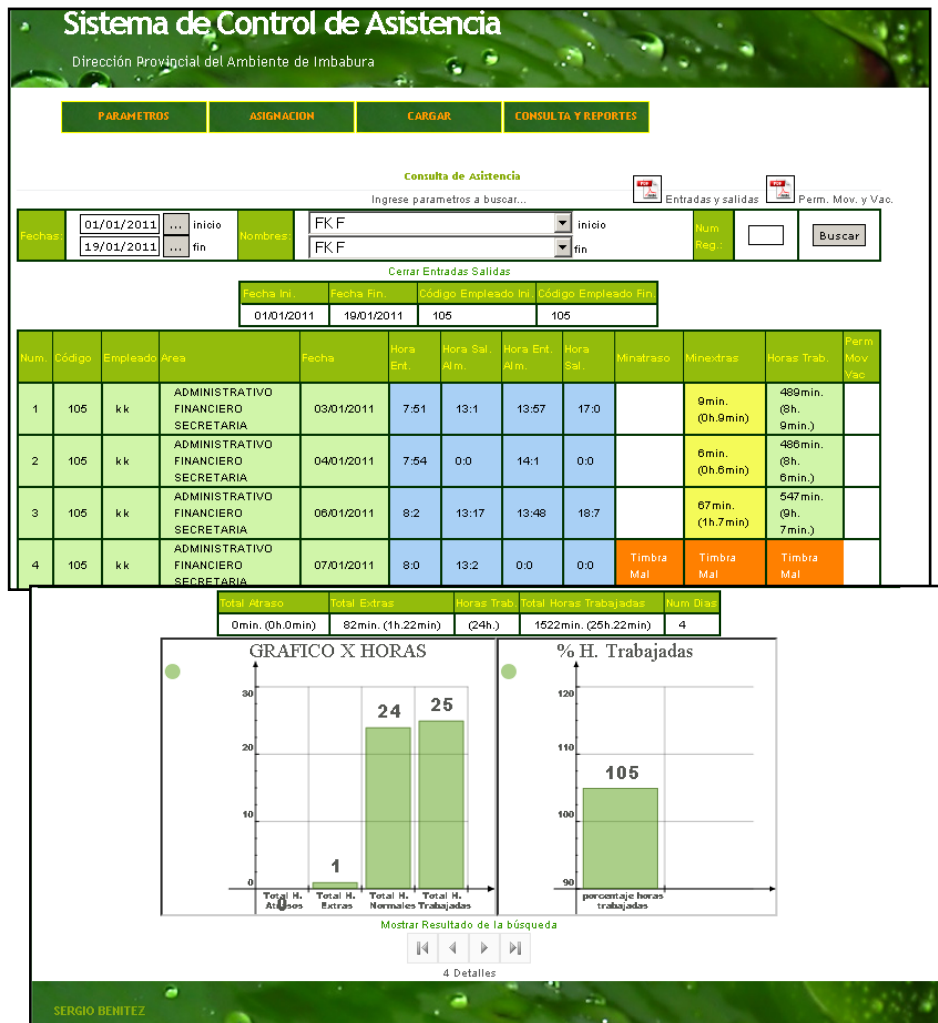 Sistema de Control de Asistencia
Dirección Provincial del Ambiente de Imbabura
PARAMETROS ASIGNACION CARGAR CONSULTA Y REPORTES
Consulta de Asistencia
Ingrese parametros a buscar... PDF Entradas y salidas PDF Perm. Mov. y Vac.
Fechas: 01/01/2011 ... inicio Nombres: FK F inicio Num Reg.: Buscar
19/01/2011 ... fin FK F fin
Cerrar Entradas Salidas
Fecha Ini. Fecha Fin. Código Empleado Ini. Código Empleado Fin.
01/01/2011 19/01/2011 105 105
Num. Código Empleado Area Fecha Hora Ent. Hora Sal. Alm. Hora Ent. Alm. Hora Sal. Minatraso Minextras Horas Trab. Perm Mov Vac
1 105 k k ADMINISTRATIVO FINANCIERO SECRETARIA 03/01/2011 7:51 13:1 13:57 17:0 9min. (0h.9min) 489min. (8h. 9min.)
2 105 k k ADMINISTRATIVO FINANCIERO SECRETARIA 04/01/2011 7:54 0:0 14:1 0:0 6min. (0h.6min) 486min. (8h. 6min.)
3 105 k k ADMINISTRATIVO FINANCIERO SECRETARIA 06/01/2011 8:2 13:17 13:48 18:7 67min. (1h.7min) 547min. (9h. 7min.)
4 105 k k ADMINISTRATIVO FINANCIERO SECRETARIA 07/01/2011 8:0 13:2 0:0 0:0 Timbra Mal Timbra Mal Timbra Mal
Total Atraso Total Extras Horas Trab. Total Horas Trabajadas Num Dias
0min. (0h.0min) 82min. (1h.22min) (24h.) 1522min. (25h.22min) 4
GRAFICO X HORAS
30
20
10
0
0 1 24 25
Total H. Atrasos Total H. Extras Total H. Normales Total H. Trabajadas
% H. Trabajadas
120
110
100
90
105
porcentaje horas trabajadas
Mostrar Resultado de la búsqueda
4 Detalles
SERGIO BENITEZ